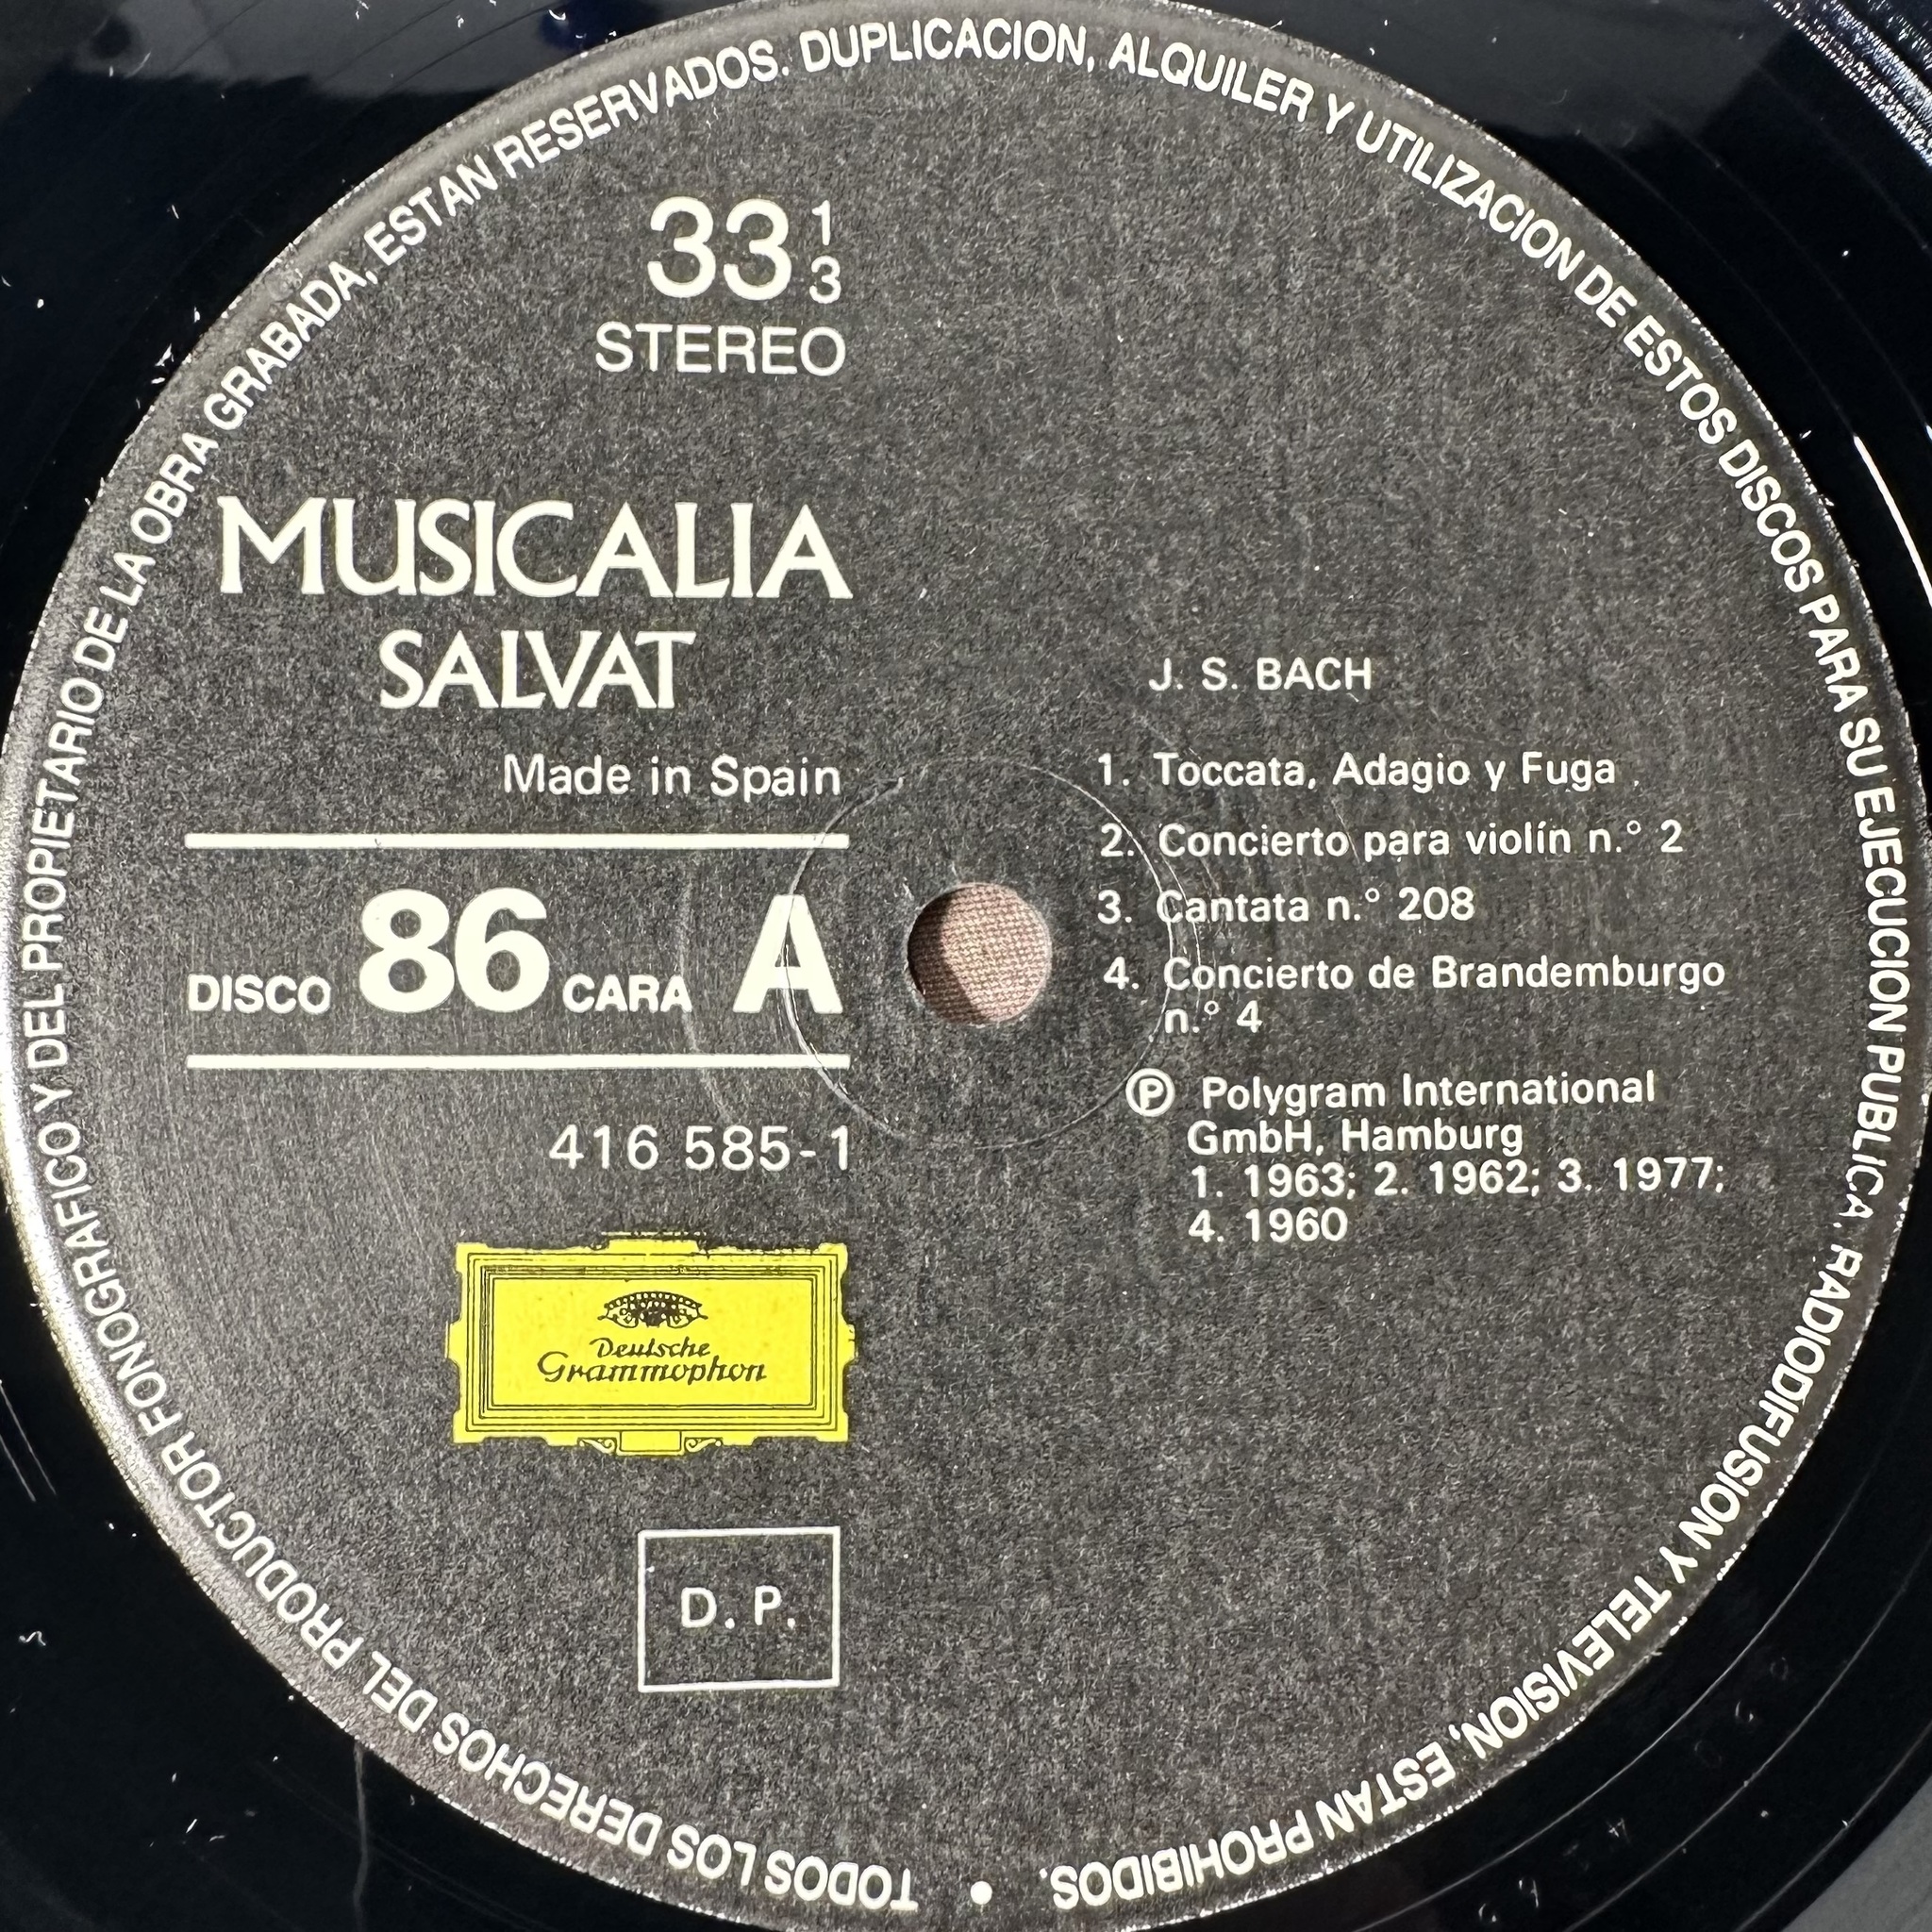 TODOS LOS DERECHOS DEL PRODUCTOR FONOGRAFICO Y DEL PROPIETARIO DE LA OBRA GRABADA, ESTAN RESERVADOS. DUPLICACION, ALQUILER Y UTILIZACION DE ESTOS DISCOS PARA SU EJECUCION PUBLICA, RADIODIFUSION Y TELEVISION, ESTAN PROHIBIDOS. •
33 1/3
STEREO
MUSICALIA
SALVAT
Made in Spain
DISCO 86 CARA A
416 585-1
Deutsche
Grammophon
D. P.
J. S. BACH
1. Toccata, Adagio y Fuga
2. Concierto para violín n.° 2
3. Cantata n.° 208
4. Concierto de Brandemburgo
n.° 4
℗ Polygram International
GmbH, Hamburg
1. 1963; 2. 1962; 3. 1977;
4. 1960